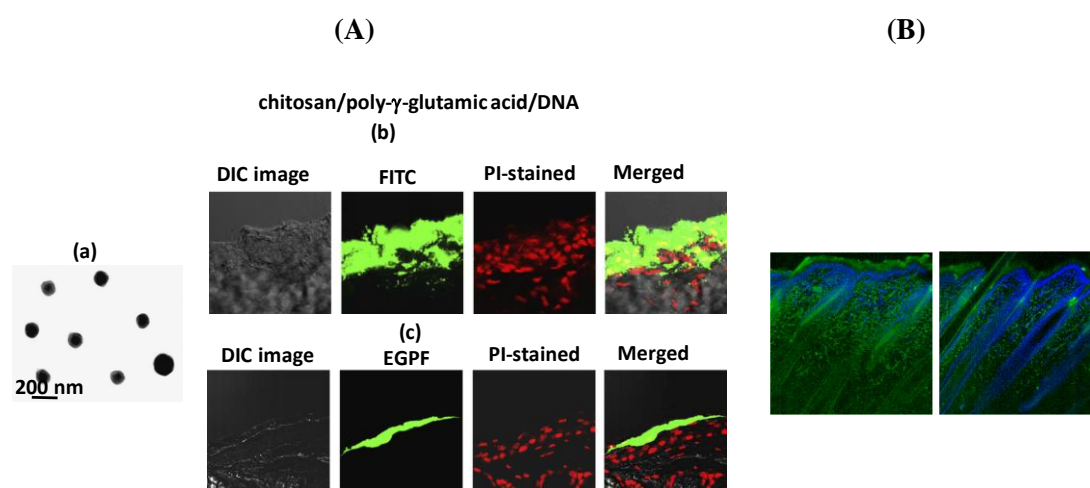 (A)
(B)
chitosan/poly-γ-glutamic acid/DNA
(b)
DIC image FITC PI-stained Merged
(a)
200 nm
(c)
DIC image EGPF PI-stained Merged